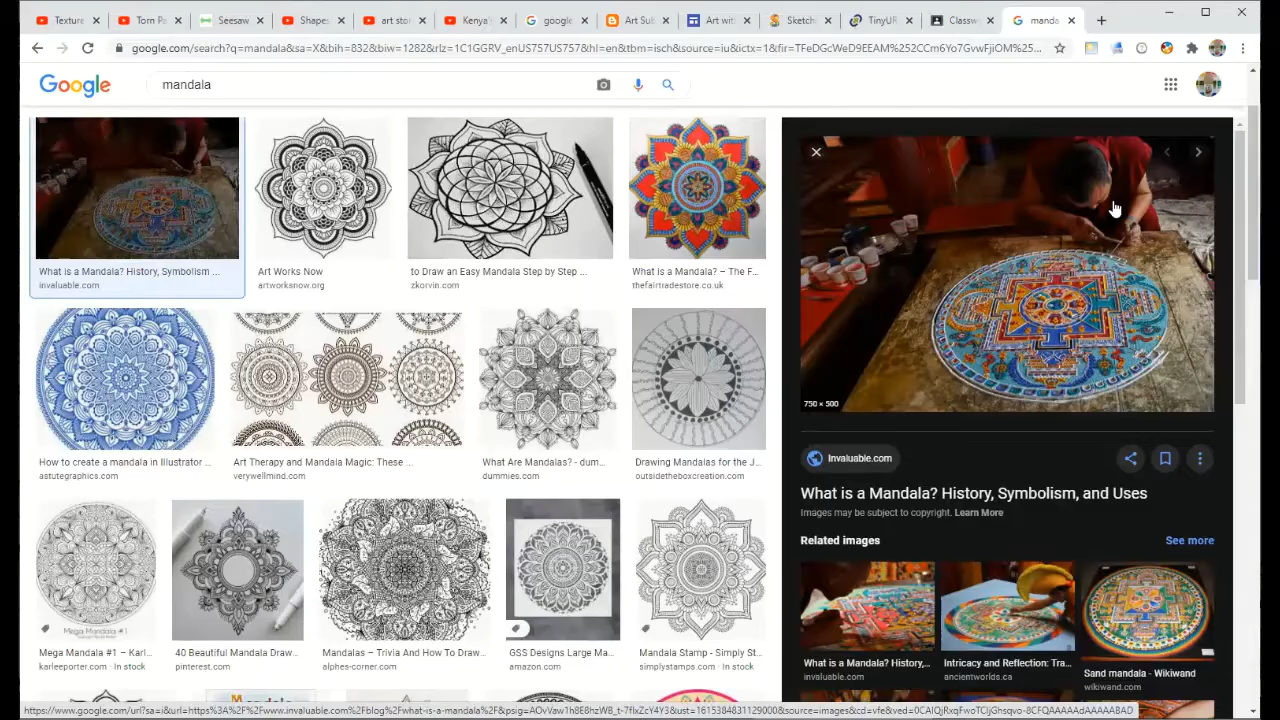 Texture
Torn Pa
Seesaw
Shapes
art stor
Kenya's
google
Art Sub
Art with
Sketch
TinyUR
Classw
manda
google.com/search?q=mandala&sa=X&bih=832&biw=1282&rlz=1C1GGRV_enUS757US757&hl=en&tbm=isch&source=iu&ictx=1&fir=TFeDGcWeD9EEAM%252CCm6Yo7GvwFjiOM%25...
Google
mandala
What is a Mandala? History, Symbolism ...
invaluable.com
Art Works Now
artworksnow.org
to Draw an Easy Mandala Step by Step ...
zkorvin.com
What is a Mandala? – The F...
thefairtradestore.co.uk
How to create a mandala in Illustrator ...
astutegraphics.com
Art Therapy and Mandala Magic: These ...
verywellmind.com
What Are Mandalas? - dum...
dummies.com
Drawing Mandalas for the J...
outsidetheboxcreation.com
Mega Mandala #1
Mega Mandala #1 – Karl...
karleeporter.com · In stock
40 Beautiful Mandala Draw...
pinterest.com
Mandalas – Trivia And How To Draw...
alphes-corner.com
GSS Designs Large Ma...
amazon.com
Mandala Stamp - Simply St...
simplystamps.com · In stock
750 × 500
Invaluable.com
What is a Mandala? History, Symbolism, and Uses
Images may be subject to copyright. Learn More
Related images
See more
What is a Mandala? History,...
invaluable.com
Intricacy and Reflection: Tra...
ancientworlds.ca
Sand mandala - Wikiwand
wikiwand.com